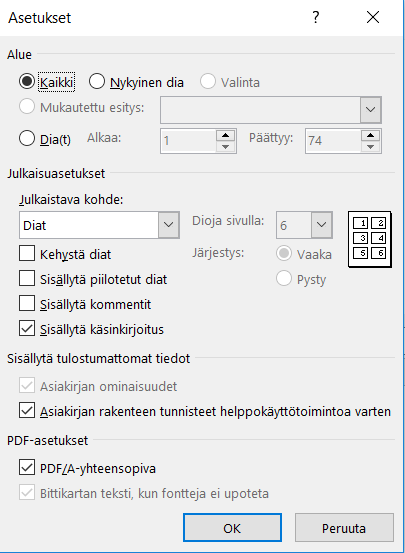 Asetukset ?
Alue
Kaikki Nykyinen dia Valinta
Mukautettu esitys:
Dia(t) Alkaa: 1 Päättyy: 74
Julkaisuasetukset
Julkaistava kohde:
Diat Dioja sivulla: 6
1 2
3 4
5 6
Kehystä diat Järjestys: Vaaka
Sisällytä piilotetut diat Pysty
Sisällytä kommentit
Sisällytä käsinkirjoitus
Sisällytä tulostumattomat tiedot
Asiakirjan ominaisuudet
Asiakirjan rakenteen tunnisteet helppokäyttötoimintoa varten
PDF-asetukset
PDF/A-yhteensopiva
Bittikartan teksti, kun fontteja ei upoteta
OK Peruuta